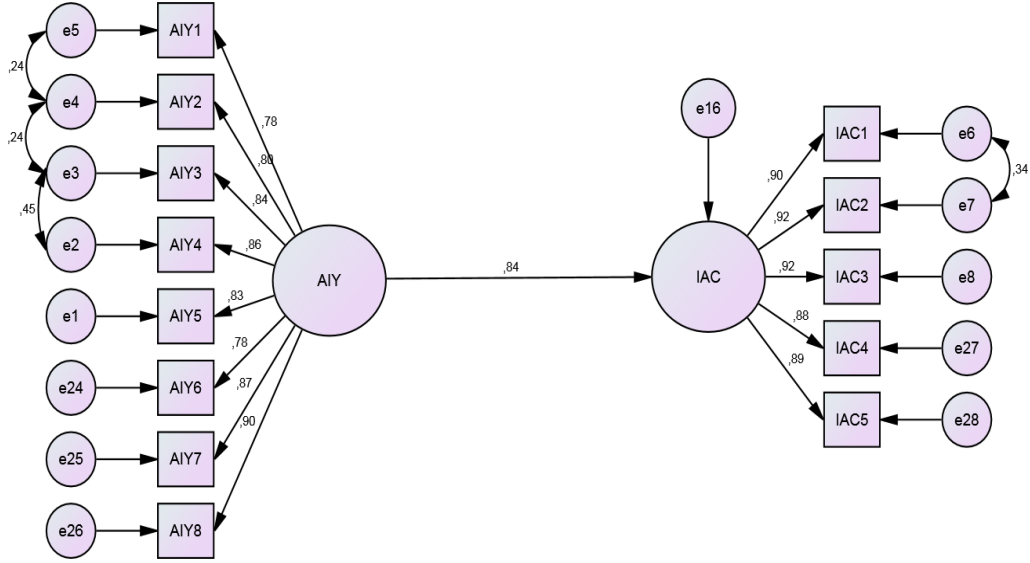 e5
AIY1
,78
,24
e4
AIY2
,80
,24
e3
AIY3
,84
,45
e2
AIY4
,86
e1
AIY5
,83
e24
AIY6
,78
e25
AIY7
,87
e26
AIY8
,90
AIY
,84
IAC
e16
IAC1
,90
e6
,34
IAC2
,92
e7
IAC3
,92
e8
IAC4
,88
e27
IAC5
,89
e28